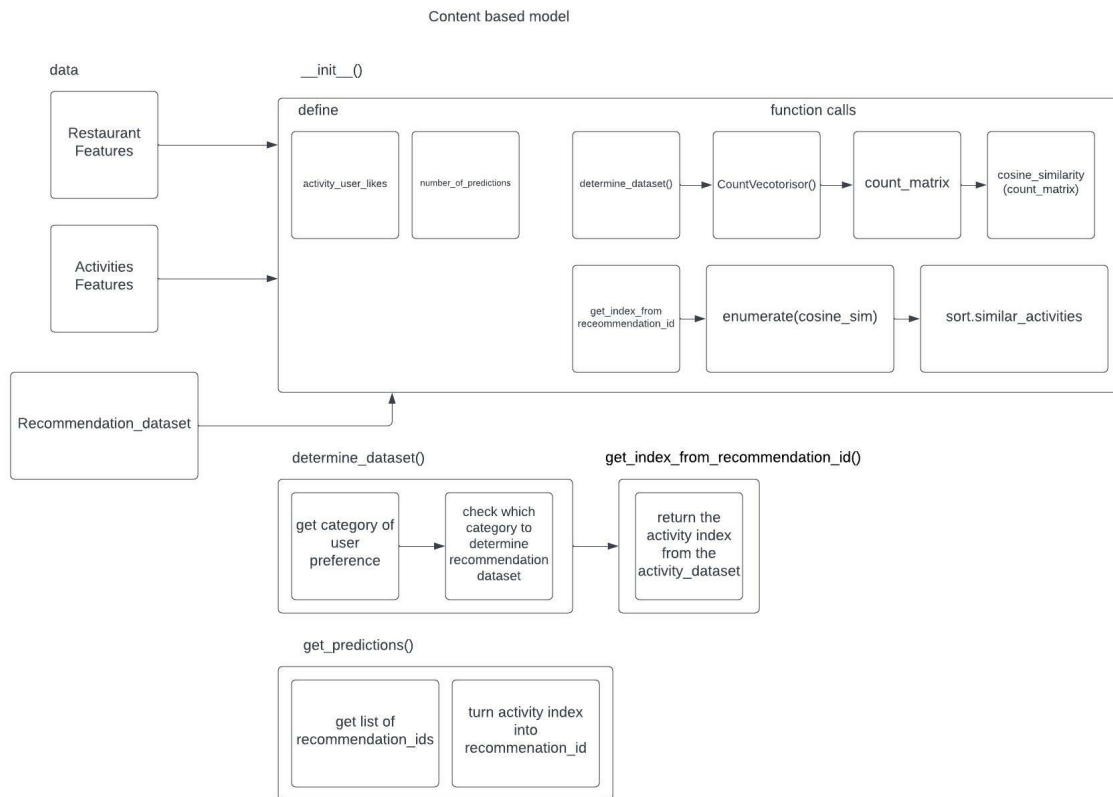 Content based model
data
__init__()
Restaurant
Features
Activities
Features
Recommendation_dataset
define
function calls
activity_user_likes
number_of_predictions
determine_dataset()
CountVecotorisor()
count_matrix
cosine_similarity
(count_matrix)
get_index_from
receommendation_id
enumerate(cosine_sim)
sort.similar_activities
determine_dataset()
get_index_from_recommendation_id()
get category of
user
preference
check which
category to
determine
recommendation
dataset
return the
activity index
from the
activity_dataset
get_predictions()
get list of
recommendation_ids
turn activity index
into
recommenation_id